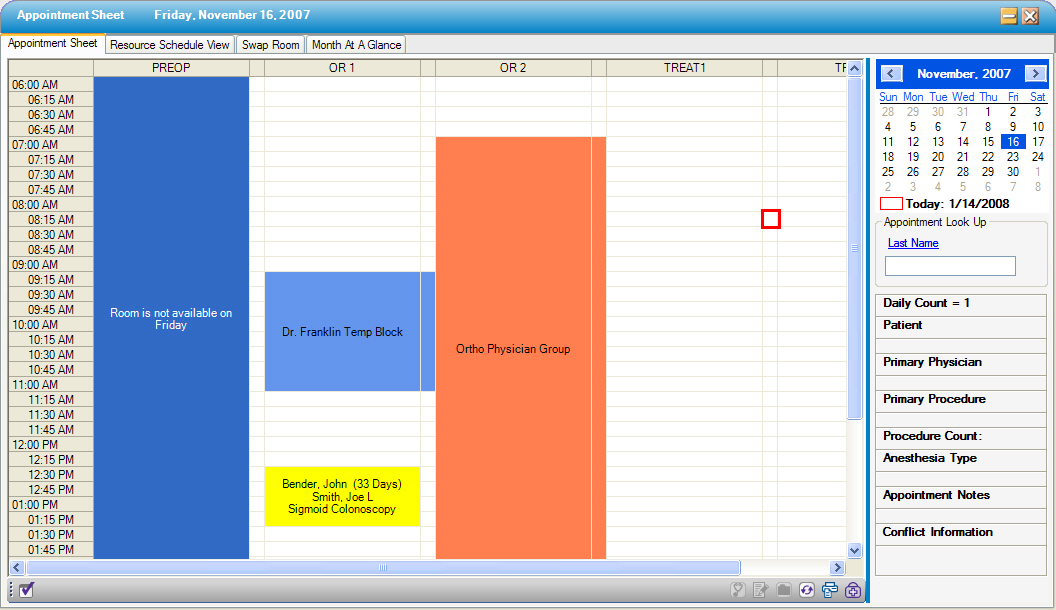 Appointment Sheet Friday, November 16, 2007
Appointment Sheet Resource Schedule View Swap Room Month At A Glance
PREOP OR 1 OR 2 TREAT1 TR
06:00 AM
06:15 AM
06:30 AM
06:45 AM
07:00 AM
07:15 AM
07:30 AM
07:45 AM
08:00 AM
08:15 AM
08:30 AM
08:45 AM
09:00 AM
09:15 AM
09:30 AM
09:45 AM
10:00 AM
10:15 AM
10:30 AM
10:45 AM
11:00 AM
11:15 AM
11:30 AM
11:45 AM
12:00 PM
12:15 PM
12:30 PM
12:45 PM
01:00 PM
01:15 PM
01:30 PM
01:45 PM
Room is not available on
Friday
Dr. Franklin Temp Block
Bender, John (33 Days)
Smith, Joe L
Sigmoid Colonoscopy
Ortho Physician Group
November, 2007
Sun Mon Tue Wed Thu Fri Sat
28 29 30 31 1 2 3
4 5 6 7 8 9 10
11 12 13 14 15 16 17
18 19 20 21 22 23 24
25 26 27 28 29 30 1
2 3 4 5 6 7 8
Today: 1/14/2008
Appointment Look Up
Last Name
Daily Count = 1
Patient
Primary Physician
Primary Procedure
Procedure Count:
Anesthesia Type
Appointment Notes
Conflict Information